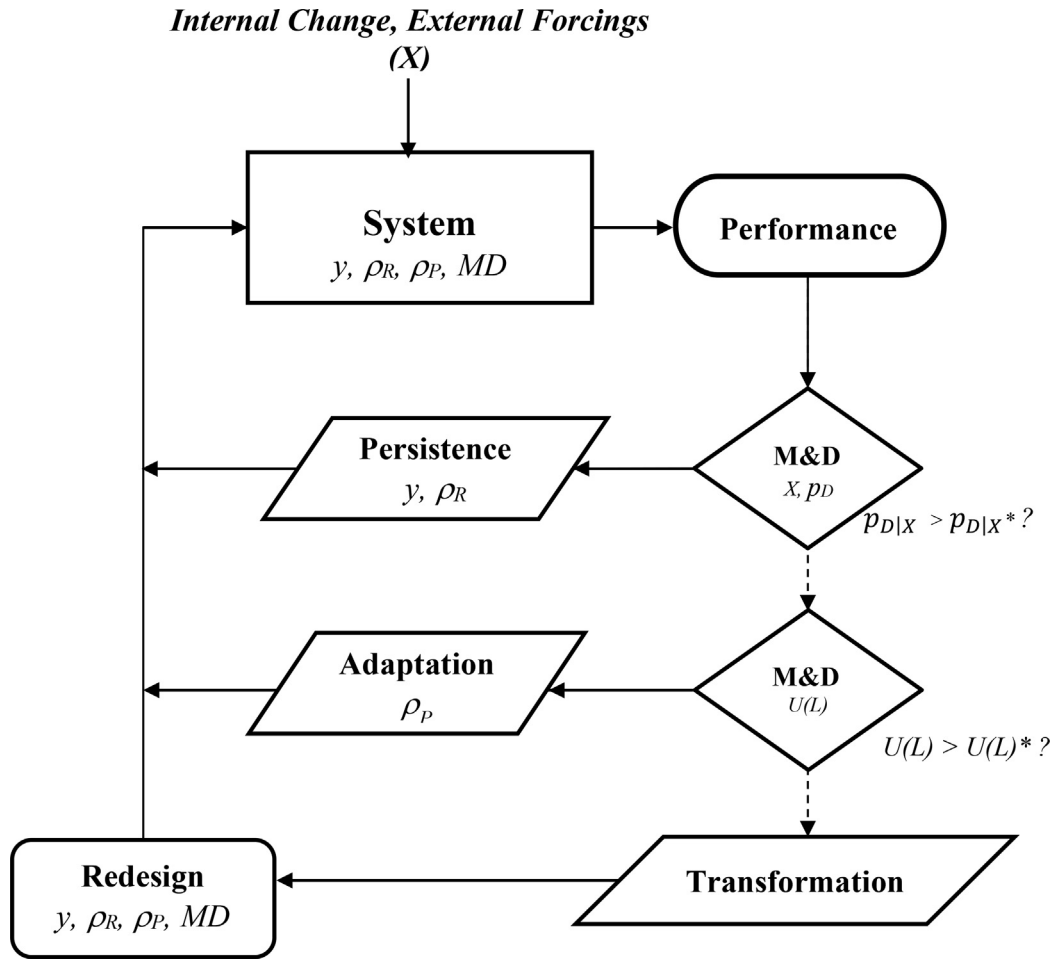 Internal Change, External Forcings
(X)
System
y, ρR, ρP, MD
Performance
Persistence
y, ρR
M&D
X, pD
pD|X > pD|X* ?
Adaptation
ρP
M&D
U(L)
U(L) > U(L)* ?
Redesign
y, ρR, ρP, MD
Transformation